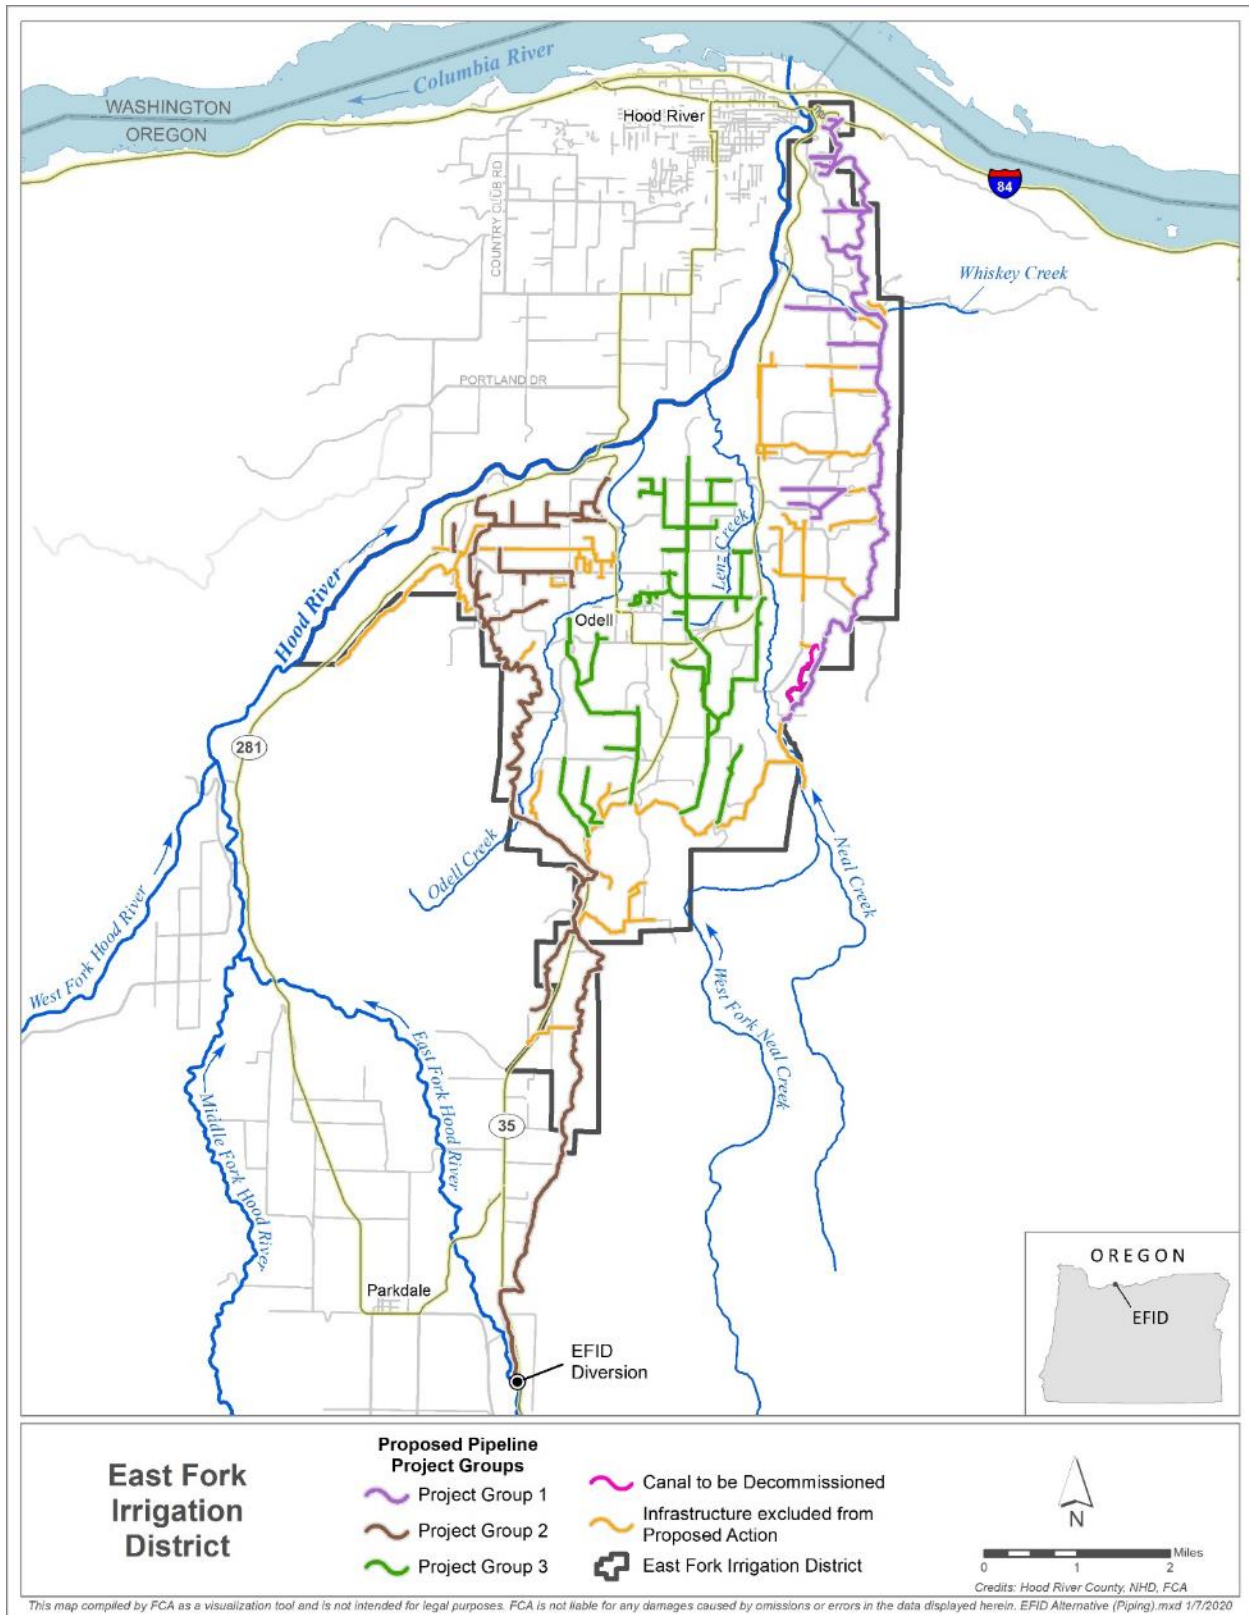 Columbia River
WASHINGTON
OREGON
Hood River
COUNTRY CLUB RD
84
Whiskey Creek
PORTLAND DR
Lenz Creek
Hood River
Odell
281
Odell Creek
Neal Creek
West Fork Hood River
West Fork Neal Creek
East Fork Hood River
Middle Fork Hood River
35
Parkdale
EFID
Diversion
OREGON
EFID
East Fork
Irrigation
District
Proposed Pipeline
Project Groups
Project Group 1
Project Group 2
Project Group 3
Canal to be Decommissioned
Infrastructure excluded from
Proposed Action
East Fork Irrigation District
N
Miles
0 1 2
Credits: Hood River County, NHD, FCA
This map compiled by FCA as a visualization tool and is not intended for legal purposes. FCA is not liable for any damages caused by omissions or errors in the data displayed herein. EFID Alternative (Piping).mxd 1/7/2020